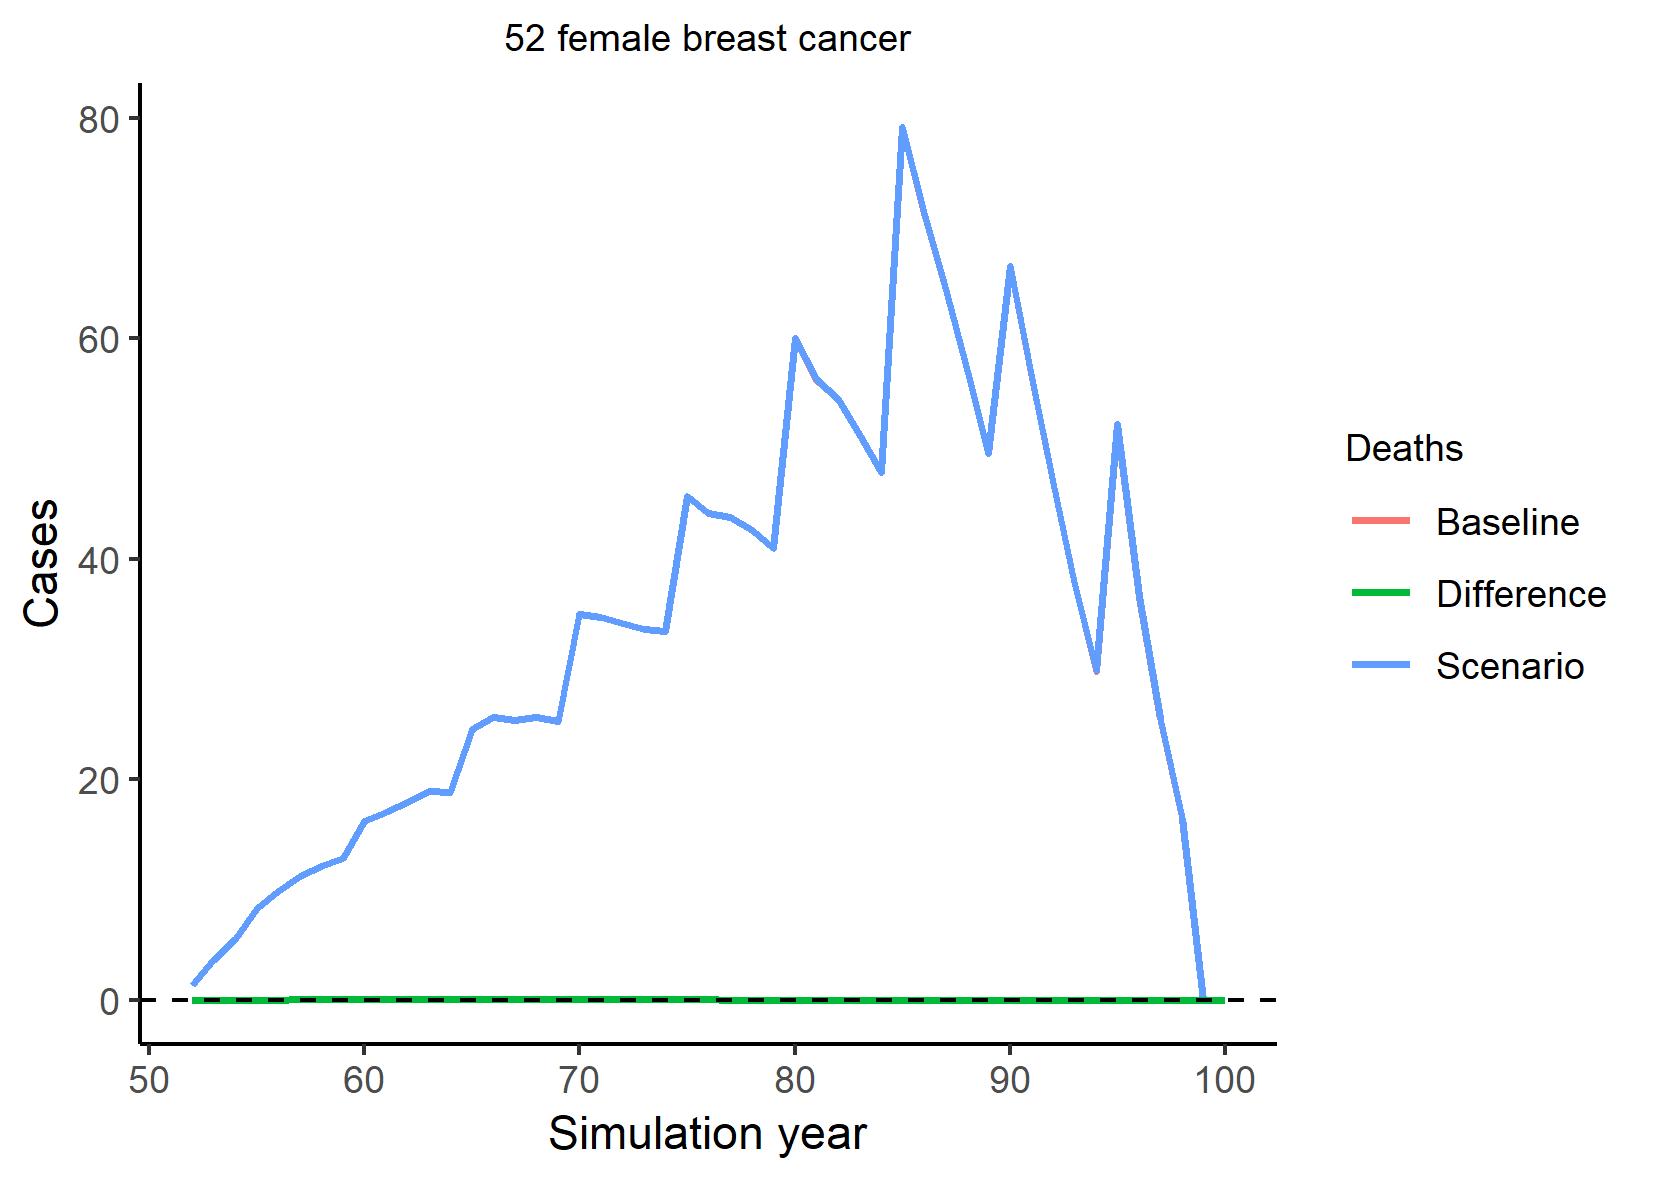 52 female breast cancer
80
60
40
20
0
Cases
50 60 70 80 90 100
Simulation year
Deaths
Baseline
Difference
Scenario